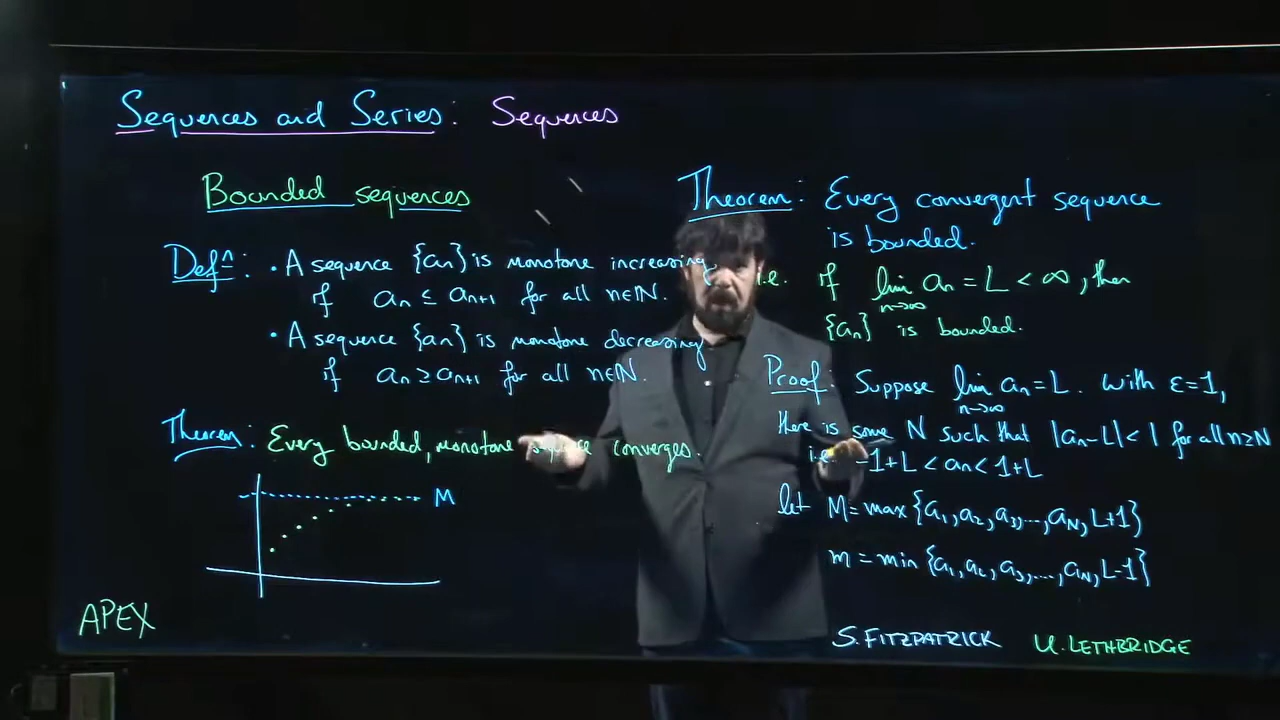 Sequences and Series: Sequences
Bounded sequences
Defⁿ: • A sequence {aₙ} is monotone increasing
if aₙ ≤ aₙ₊₁ for all n∈ℕ.
• A sequence {aₙ} is monotone decreasing
if aₙ ≥ aₙ₊₁ for all n∈ℕ.
Theorem: Every bounded, monotone sequence converges.
M
APEX
Theorem: Every convergent sequence
is bounded.
i.e. if lim aₙ = L < ∞, then
n→∞
{aₙ} is bounded.
Proof: Suppose lim aₙ = L. With ε=1,
n→∞
there is some N such that |aₙ-L| < 1 for all n≥N
i.e. -1+L < aₙ < 1+L
let M = max{a₁, a₂, a₃, ..., a_N, L+1}
m = min{a₁, a₂, a₃, ..., a_N, L-1}
S. FITZPATRICK U. LETHBRIDGE